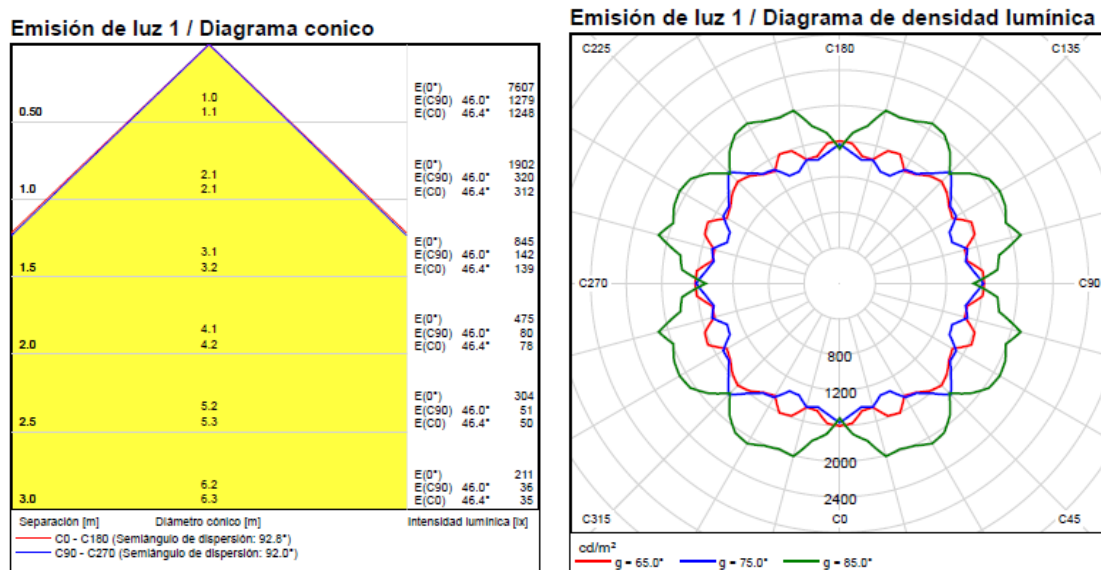 Emisión de luz 1 / Diagrama conico
1.0
0.50 1.1
E(0°) 7607
E(C90) 46.0° 1279
E(C0) 46.4° 1248
2.1
1.0 2.1
E(0°) 1902
E(C90) 46.0° 320
E(C0) 46.4° 312
3.1
1.5 3.2
E(0°) 845
E(C90) 46.0° 142
E(C0) 46.4° 139
4.1
2.0 4.2
E(0°) 475
E(C90) 46.0° 80
E(C0) 46.4° 78
5.2
2.5 5.3
E(0°) 304
E(C90) 46.0° 51
E(C0) 46.4° 50
6.2
3.0 6.3
E(0°) 211
E(C90) 46.0° 36
E(C0) 46.4° 35
Separación [m] Diámetro cónico [m] Intensidad lumínica [lx]
C0 - C180 (Semiángulo de dispersión: 92.8°)
C90 - C270 (Semiángulo de dispersión: 92.0°)
Emisión de luz 1 / Diagrama de densidad lumínica
C225 C180 C135
C270 C90
800
1200
2000
2400
C315 C0 C45
cd/m²
g = 65.0° g = 75.0° g = 85.0°